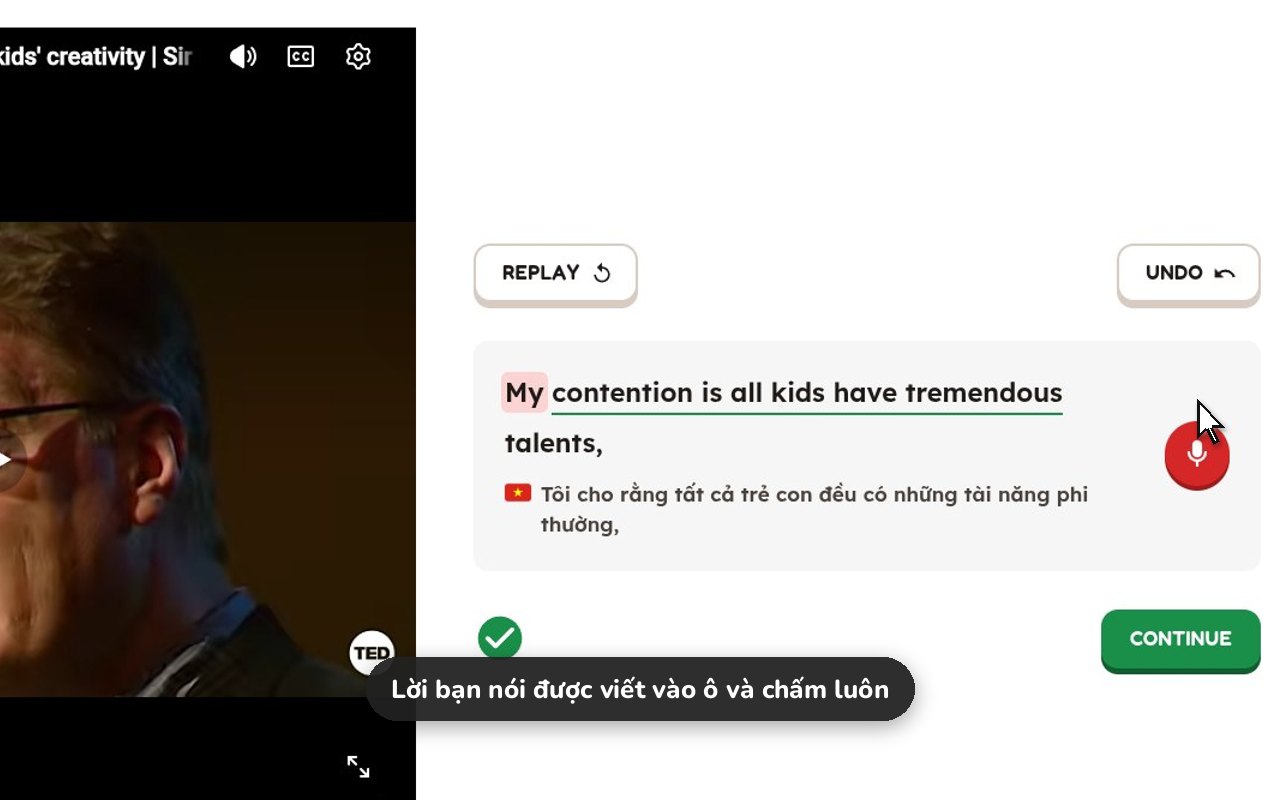 kids' creativity | Sir
CC
REPLAY
UNDO
My contention is all kids have tremendous
talents,
Tôi cho rằng tất cả trẻ con đều có những tài năng phi
thường,
CONTINUE
TED
Lời bạn nói được viết vào ô và chấm luôn